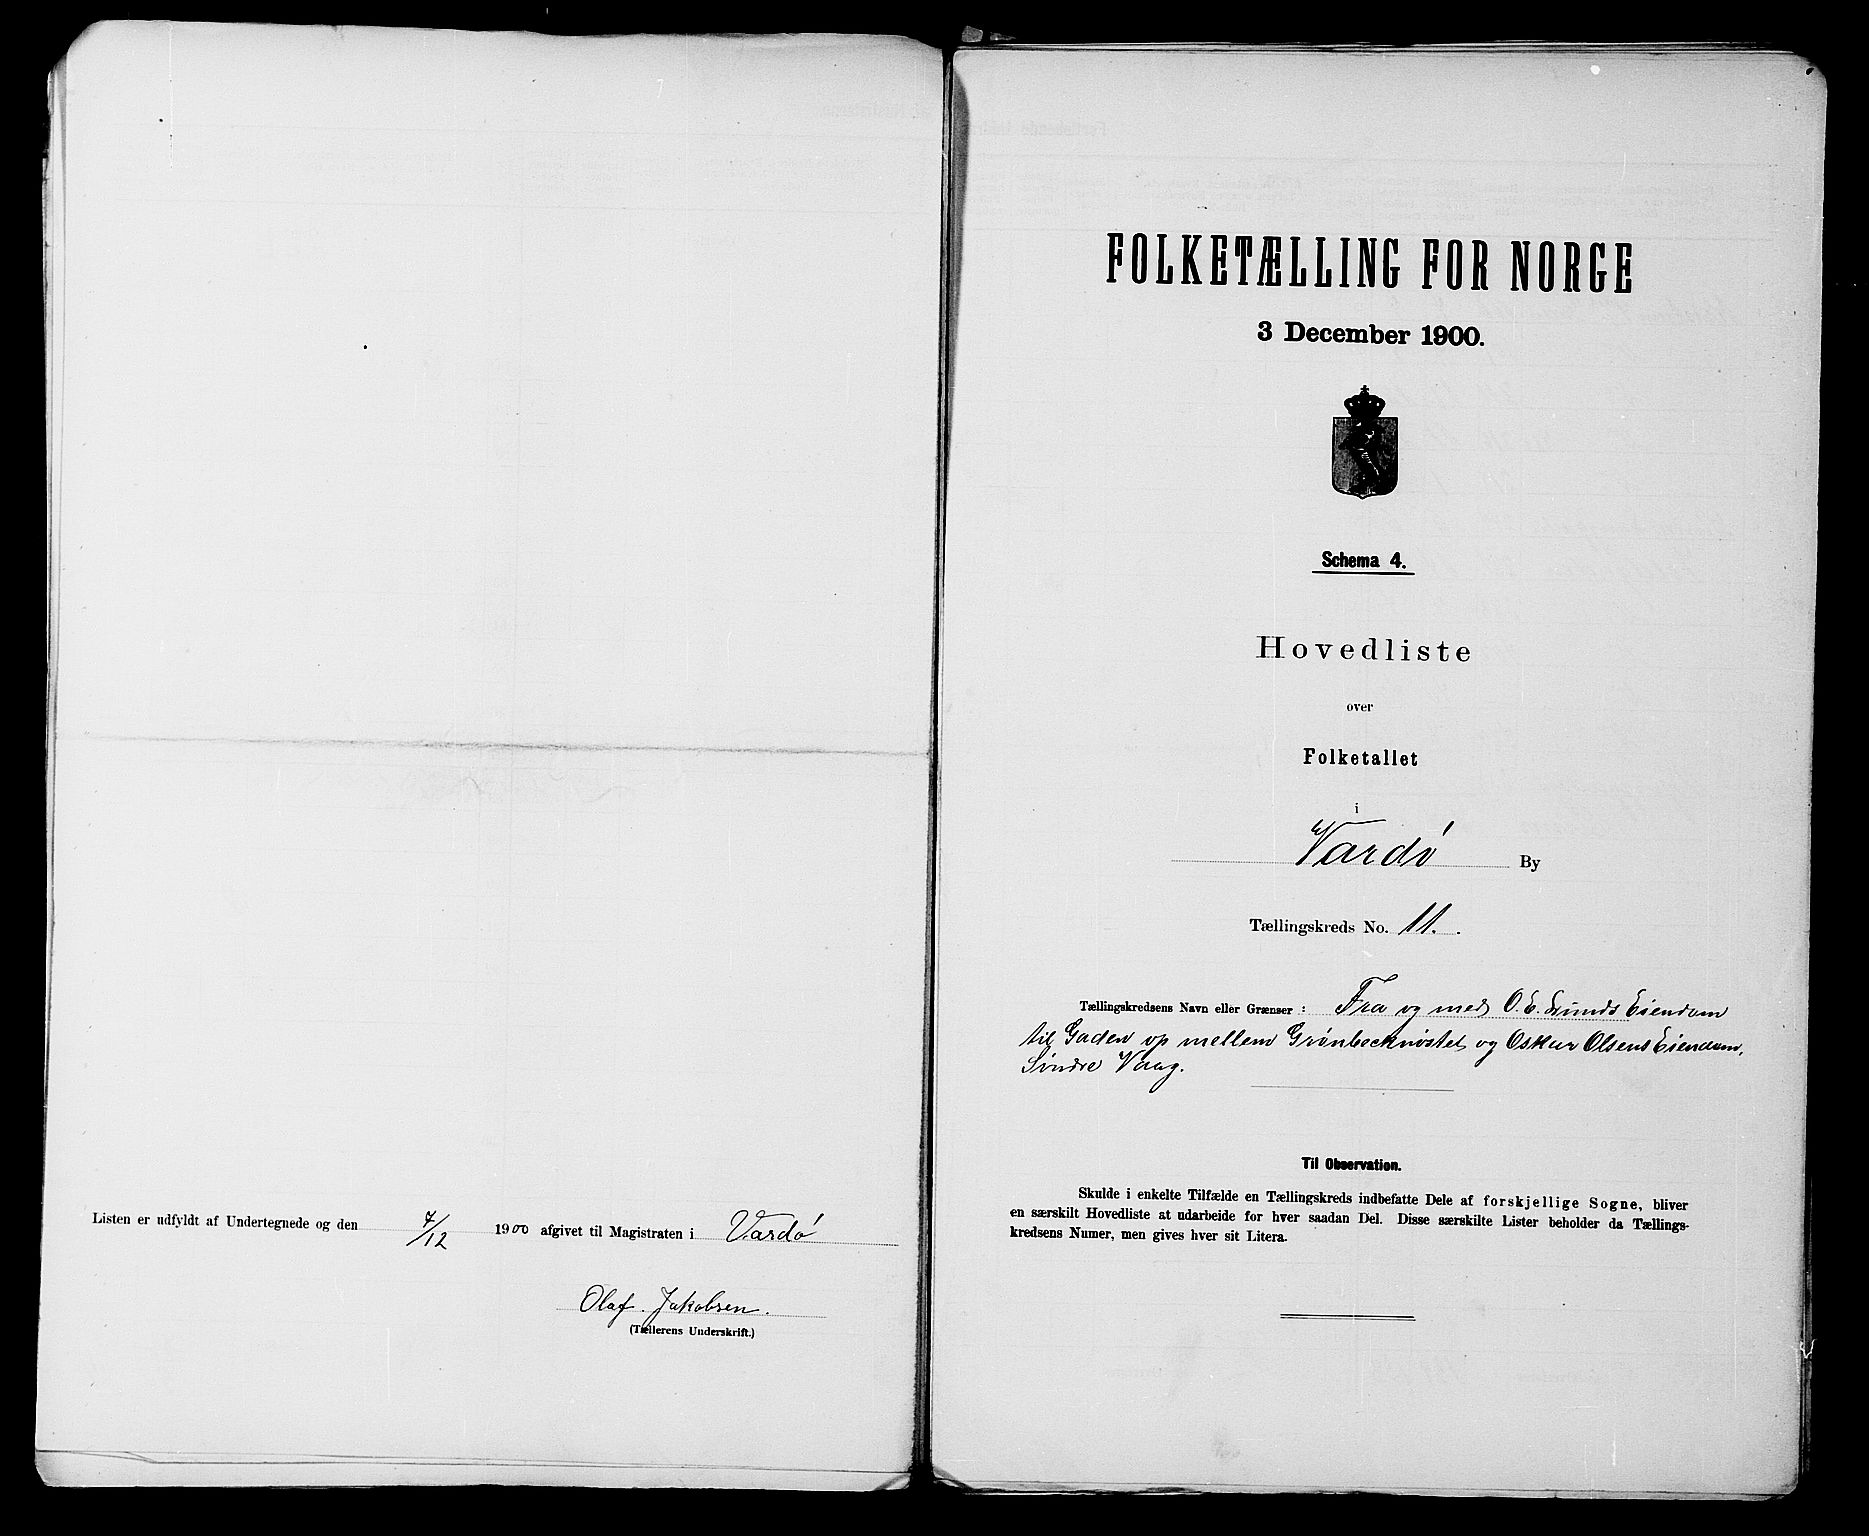 Listen er udfyldt af Undertegnede og den 7/12 1900 afgivet til Magistraten i Vardø
Olaf. Jakobsen.
(Tællerens Underskrift.)
FOLKETÆLLING FOR NORGE
3 December 1900.
Schema 4.
Hovedliste
over
Folketallet
i
Vardø By
Tællingskreds No. 11.
Tællingskredsens Navn eller Grænser: Fra og med O. E. Lunds Eiendom
til Gaden op mellem Grønbecknøstet og Oskar Olsens Eiendom,
Søndre Vaag.
Til Observation.
Skulde i enkelte Tilfælde en Tællingskreds indbefatte Dele af forskjellige Sogne, bliver
en særskilt Hovedliste at udarbeide for hver saadan Del. Disse særskilte Lister beholder da Tællings-
kredsens Numer, men gives hver sit Litera.